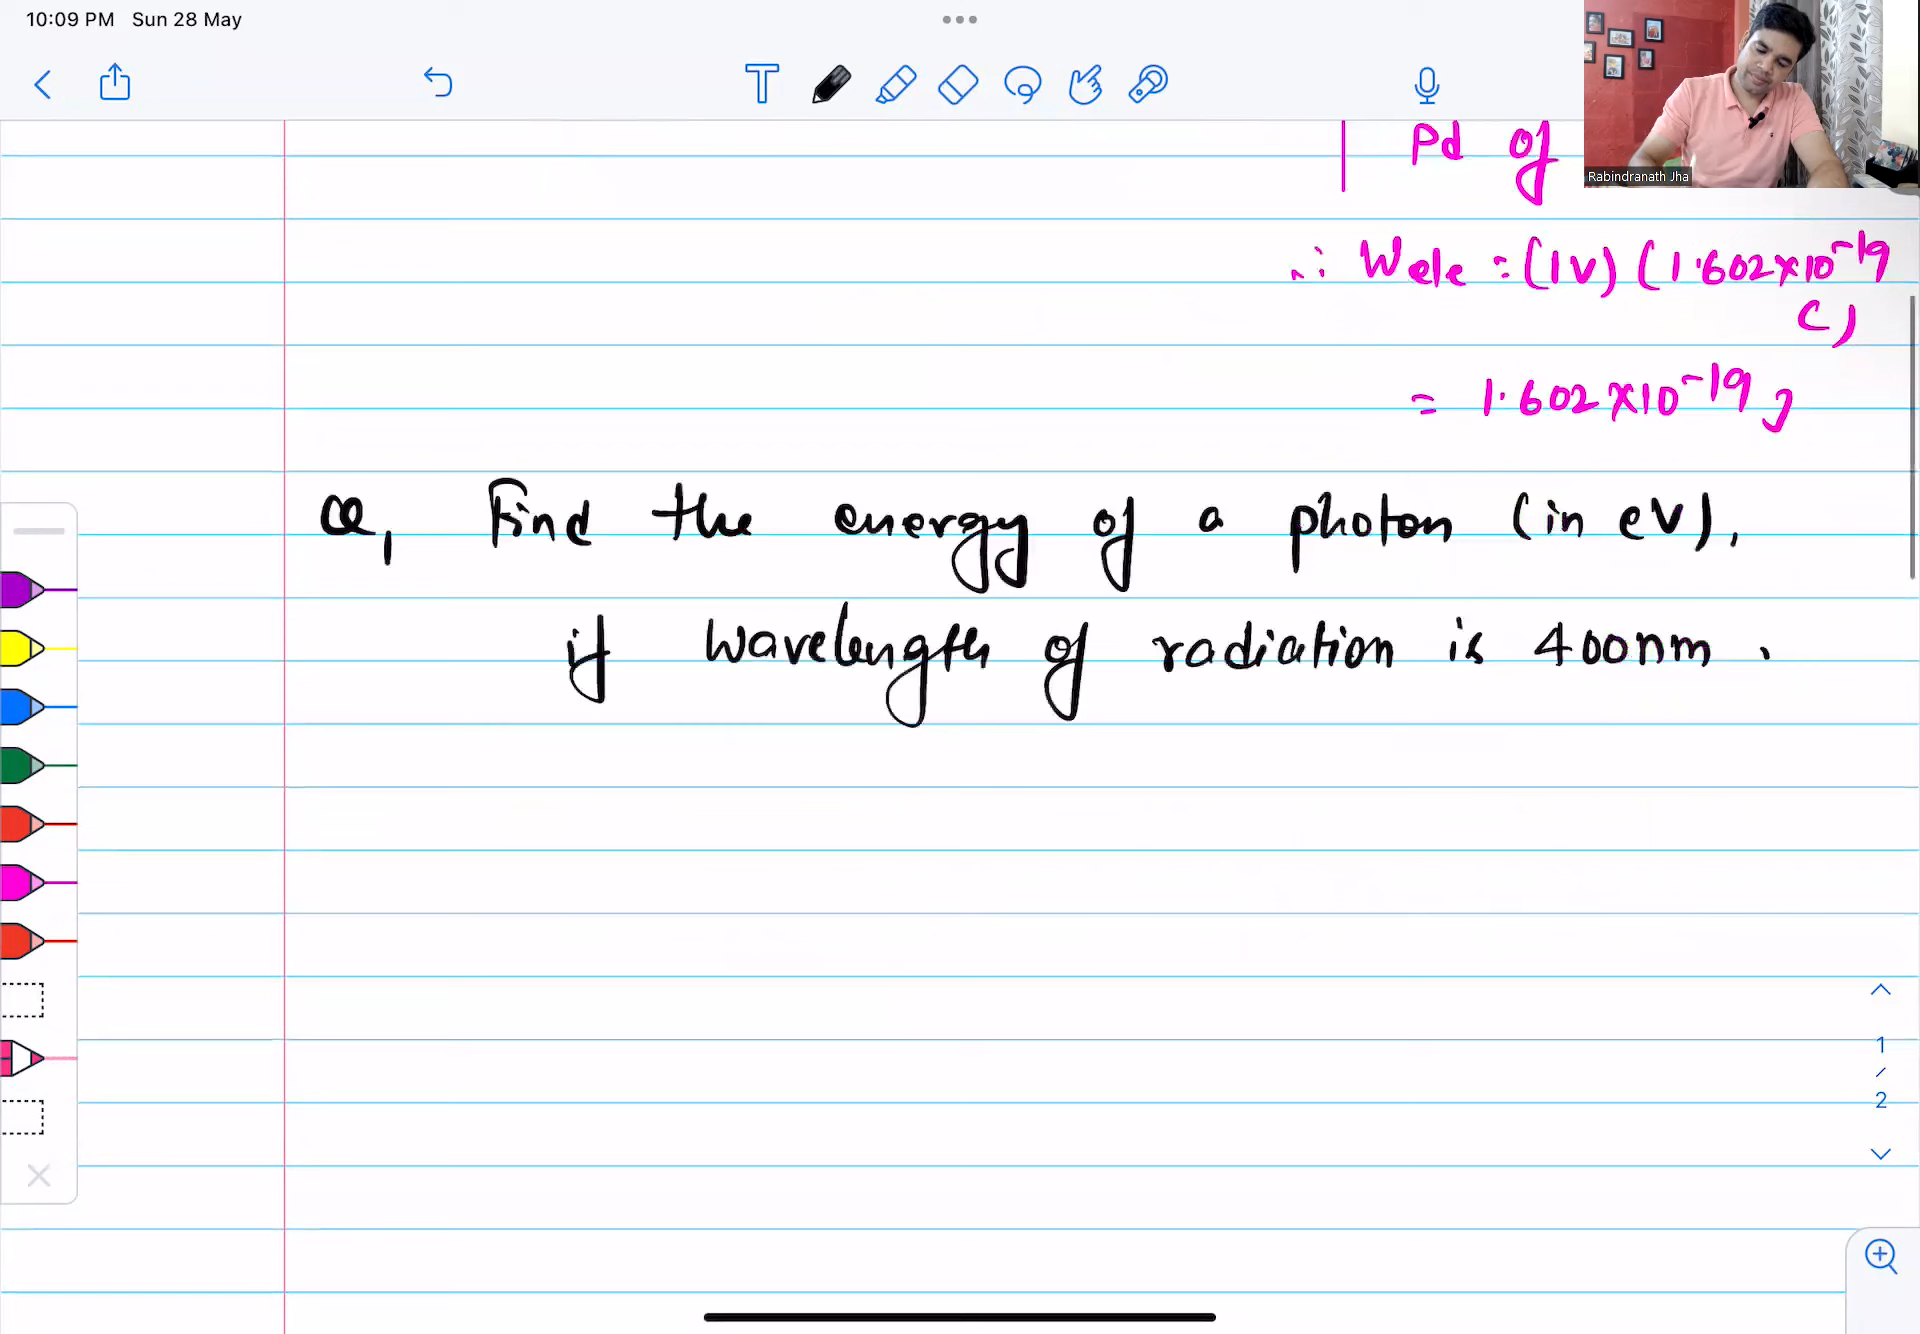 10:09 PM Sun 28 May
Rabindranath Jha
Pd of
∴ Wele = (1V) (1.602×10⁻¹⁹
C)
= 1.602×10⁻¹⁹ J
Q, Find the energy of a photon (in eV),
if wavelength of radiation is 400nm.
1
/
2